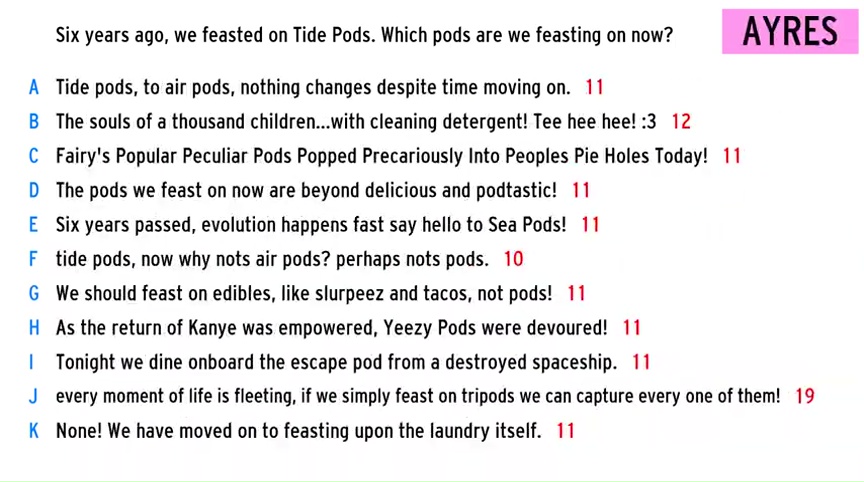 Six years ago, we feasted on Tide Pods. Which pods are we feasting on now?
AYRES
A Tide pods, to air pods, nothing changes despite time moving on. 11
B The souls of a thousand children...with cleaning detergent! Tee hee hee! :3 12
C Fairy's Popular Peculiar Pods Popped Precariously Into Peoples Pie Holes Today! 11
D The pods we feast on now are beyond delicious and podtastic! 11
E Six years passed, evolution happens fast say hello to Sea Pods! 11
F tide pods, now why nots air pods? perhaps nots pods. 10
G We should feast on edibles, like slurpeez and tacos, not pods! 11
H As the return of Kanye was empowered, Yeezy Pods were devoured! 11
I Tonight we dine onboard the escape pod from a destroyed spaceship. 11
J every moment of life is fleeting, if we simply feast on tripods we can capture every one of them! 19
K None! We have moved on to feasting upon the laundry itself. 11